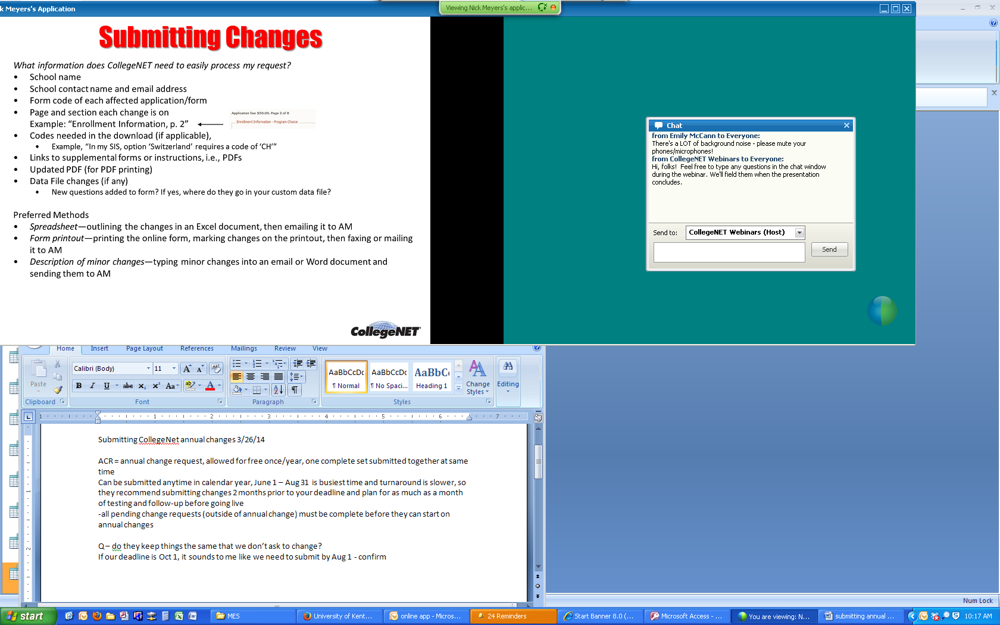 k Meyers's Application
Viewing Nick Meyers's applic...
Submitting Changes
What information does CollegeNET need to easily process my request?
• School name
• School contact name and email address
• Form code of each affected application/form
• Page and section each change is on
Example: “Enrollment Information, p. 2”
Application fee: $50.00, Page 2 of 8
Enrollment Information - Program Choice
• Codes needed in the download (if applicable),
• Example, “In my SIS, option ‘Switzerland’ requires a code of ‘CH’”
• Links to supplemental forms or instructions, i.e., PDFs
• Updated PDF (for PDF printing)
• Data File changes (if any)
• New questions added to form? If yes, where do they go in your custom data file?
Preferred Methods
• Spreadsheet—outlining the changes in an Excel document, then emailing it to AM
• Form printout—printing the online form, marking changes on the printout, then faxing or mailing
it to AM
• Description of minor changes—typing minor changes into an email or Word document and
sending them to AM
CollegeNET
Chat
from Emily McCann to Everyone:
There's a LOT of background noise - please mute your
phones/microphones!
from CollegeNET Webinars to Everyone:
Hi, folks! Feel free to type any questions in the chat window
during the webinar. We'll field them when the presentation
concludes.
Send to: CollegeNET Webinars (Host)
Send
Home Insert Page Layout References Mailings Review View
Paste
Calibri (Body) 11
AaBbCcDc AaBbCcDc AaBbC
¶ Normal ¶ No Spaci... Heading 1
Change
Styles
Editing
Clipboard Font Paragraph Styles
1 1 2 3 4 5 6 7
Submitting CollegeNet annual changes 3/26/14
ACR = annual change request, allowed for free once/year, one complete set submitted together at same
time
Can be submitted anytime in calendar year, June 1 – Aug 31 is busiest time and turnaround is slower, so
they recommend submitting changes 2 months prior to your deadline and plan for as much as a month
of testing and follow-up before going live
-all pending change requests (outside of annual change) must be complete before they can start on
annual changes
Q – do they keep things the same that we don’t ask to change?
If our deadline is Oct 1, it sounds to me like we need to submit by Aug 1 - confirm
Num Lock
start
MES
University of Kent...
online app - Micros...
24 Reminders
Start Banner 8.0 (...
Microsoft Access - ...
You are viewing: N...
submitting annual ...
10:17 AM